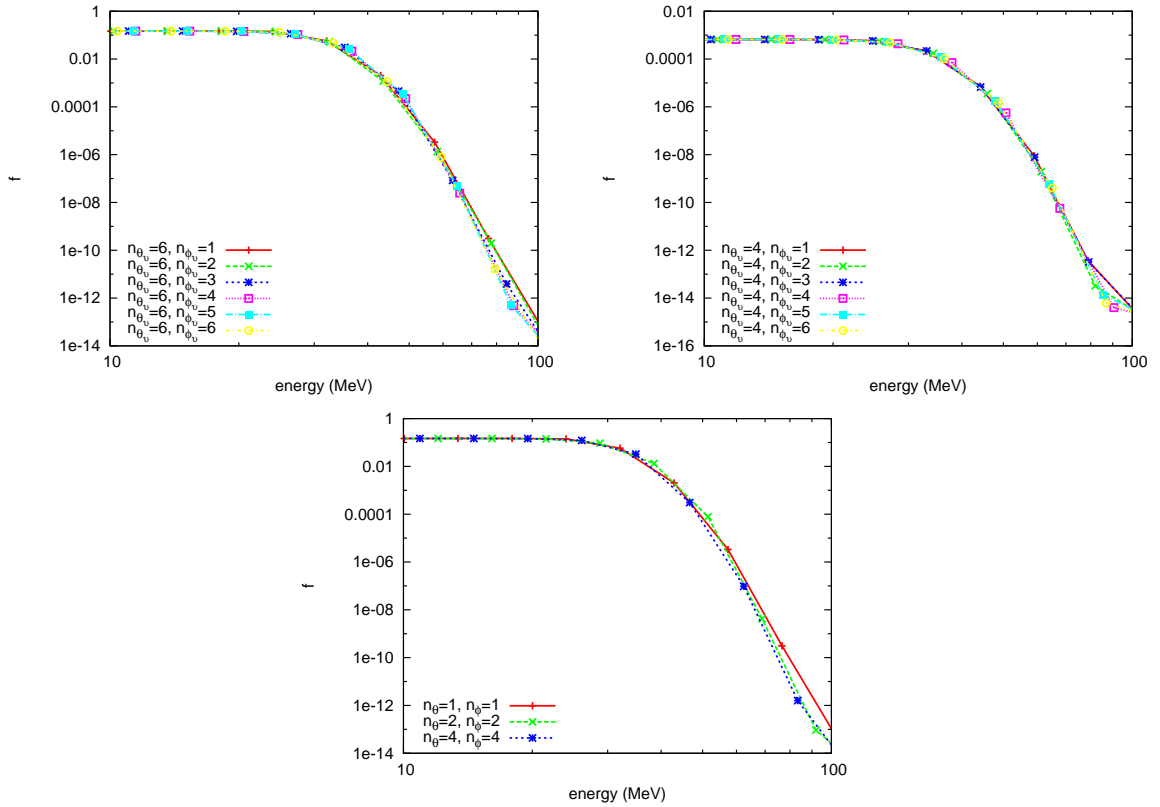 1
0.01
0.0001
1e-06
1e-08
1e-10
1e-12
1e-14
f
nθυ=6, nϕυ=1
nθυ=6, nϕυ=2
nθυ=6, nϕυ=3
nθυ=6, nϕυ=4
nθυ=6, nϕυ=5
nθυ=6, nϕυ=6
10 100
energy (MeV)
0.01
0.0001
1e-06
1e-08
1e-10
1e-12
1e-14
1e-16
f
nθυ=4, nϕυ=1
nθυ=4, nϕυ=2
nθυ=4, nϕυ=3
nθυ=4, nϕυ=4
nθυ=4, nϕυ=5
nθυ=4, nϕυ=6
10 100
energy (MeV)
1
0.01
0.0001
1e-06
1e-08
1e-10
1e-12
1e-14
f
nθ=1, nϕ=1
nθ=2, nϕ=2
nθ=4, nϕ=4
10 100
energy (MeV)